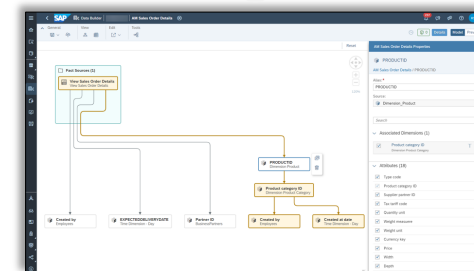 SAP Data Builder AW Sales Order Details
General View Edit Tools
Details Model
Reset
AW Sales Order Details Properties
PRODUCTID
AW Sales Order Details / PRODUCTID
Alias: *
PRODUCTID
Source:
Dimension_Product
Search
Associated Dimensions (1)
Product category ID
Dimension Product Category
Attributes (18)
Type code
Product category ID
Supplier partner ID
Tax tariff code
Quantity unit
Weight measure
Weight unit
Currency key
Price
Width
Depth
Fact Sources (1)
View Sales Order Details
View Sales Order Details
PRODUCTID
Dimension Product
Product category ID
Dimension Product Category
Created by
Employees
EXPECTEDDELIVERYDATE
Time Dimension - Day
Partner ID
BusinessPartners
Created by
Employees
Created at date
Time Dimension - Day